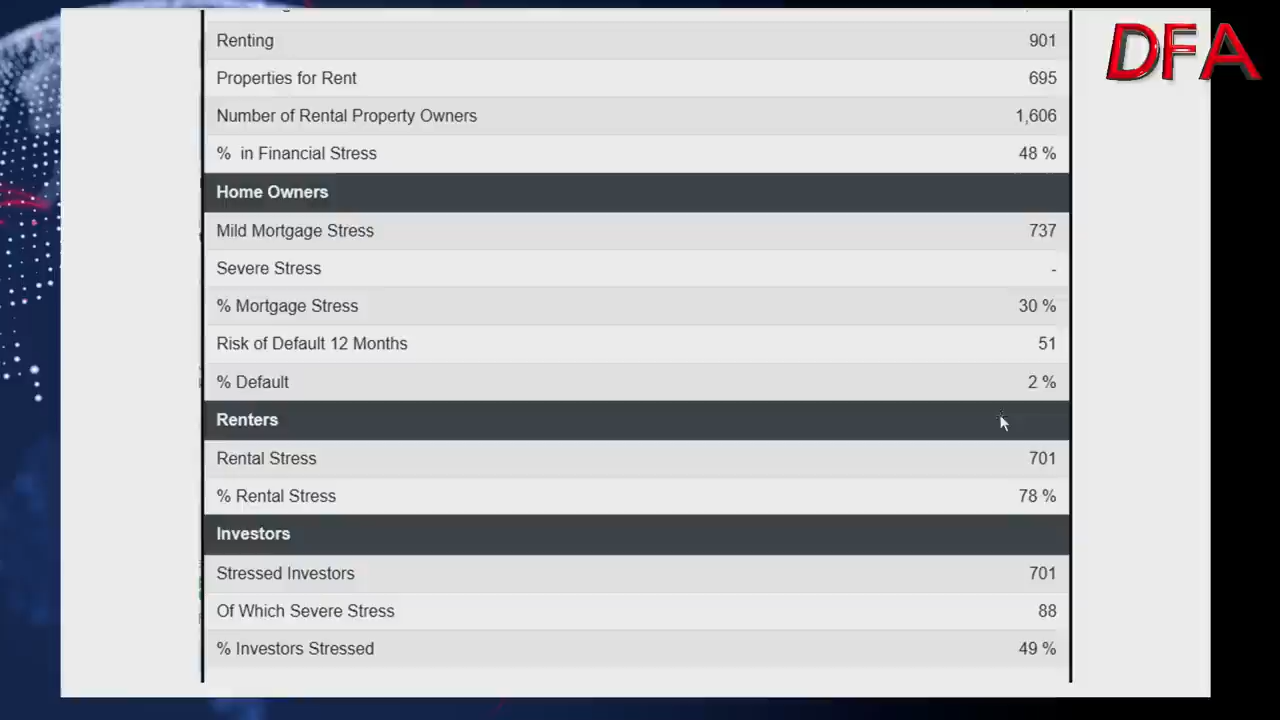 DFA
Renting 901
Properties for Rent 695
Number of Rental Property Owners 1,606
% in Financial Stress 48 %
Home Owners
Mild Mortgage Stress 737
Severe Stress -
% Mortgage Stress 30 %
Risk of Default 12 Months 51
% Default 2 %
Renters
Rental Stress 701
% Rental Stress 78 %
Investors
Stressed Investors 701
Of Which Severe Stress 88
% Investors Stressed 49 %